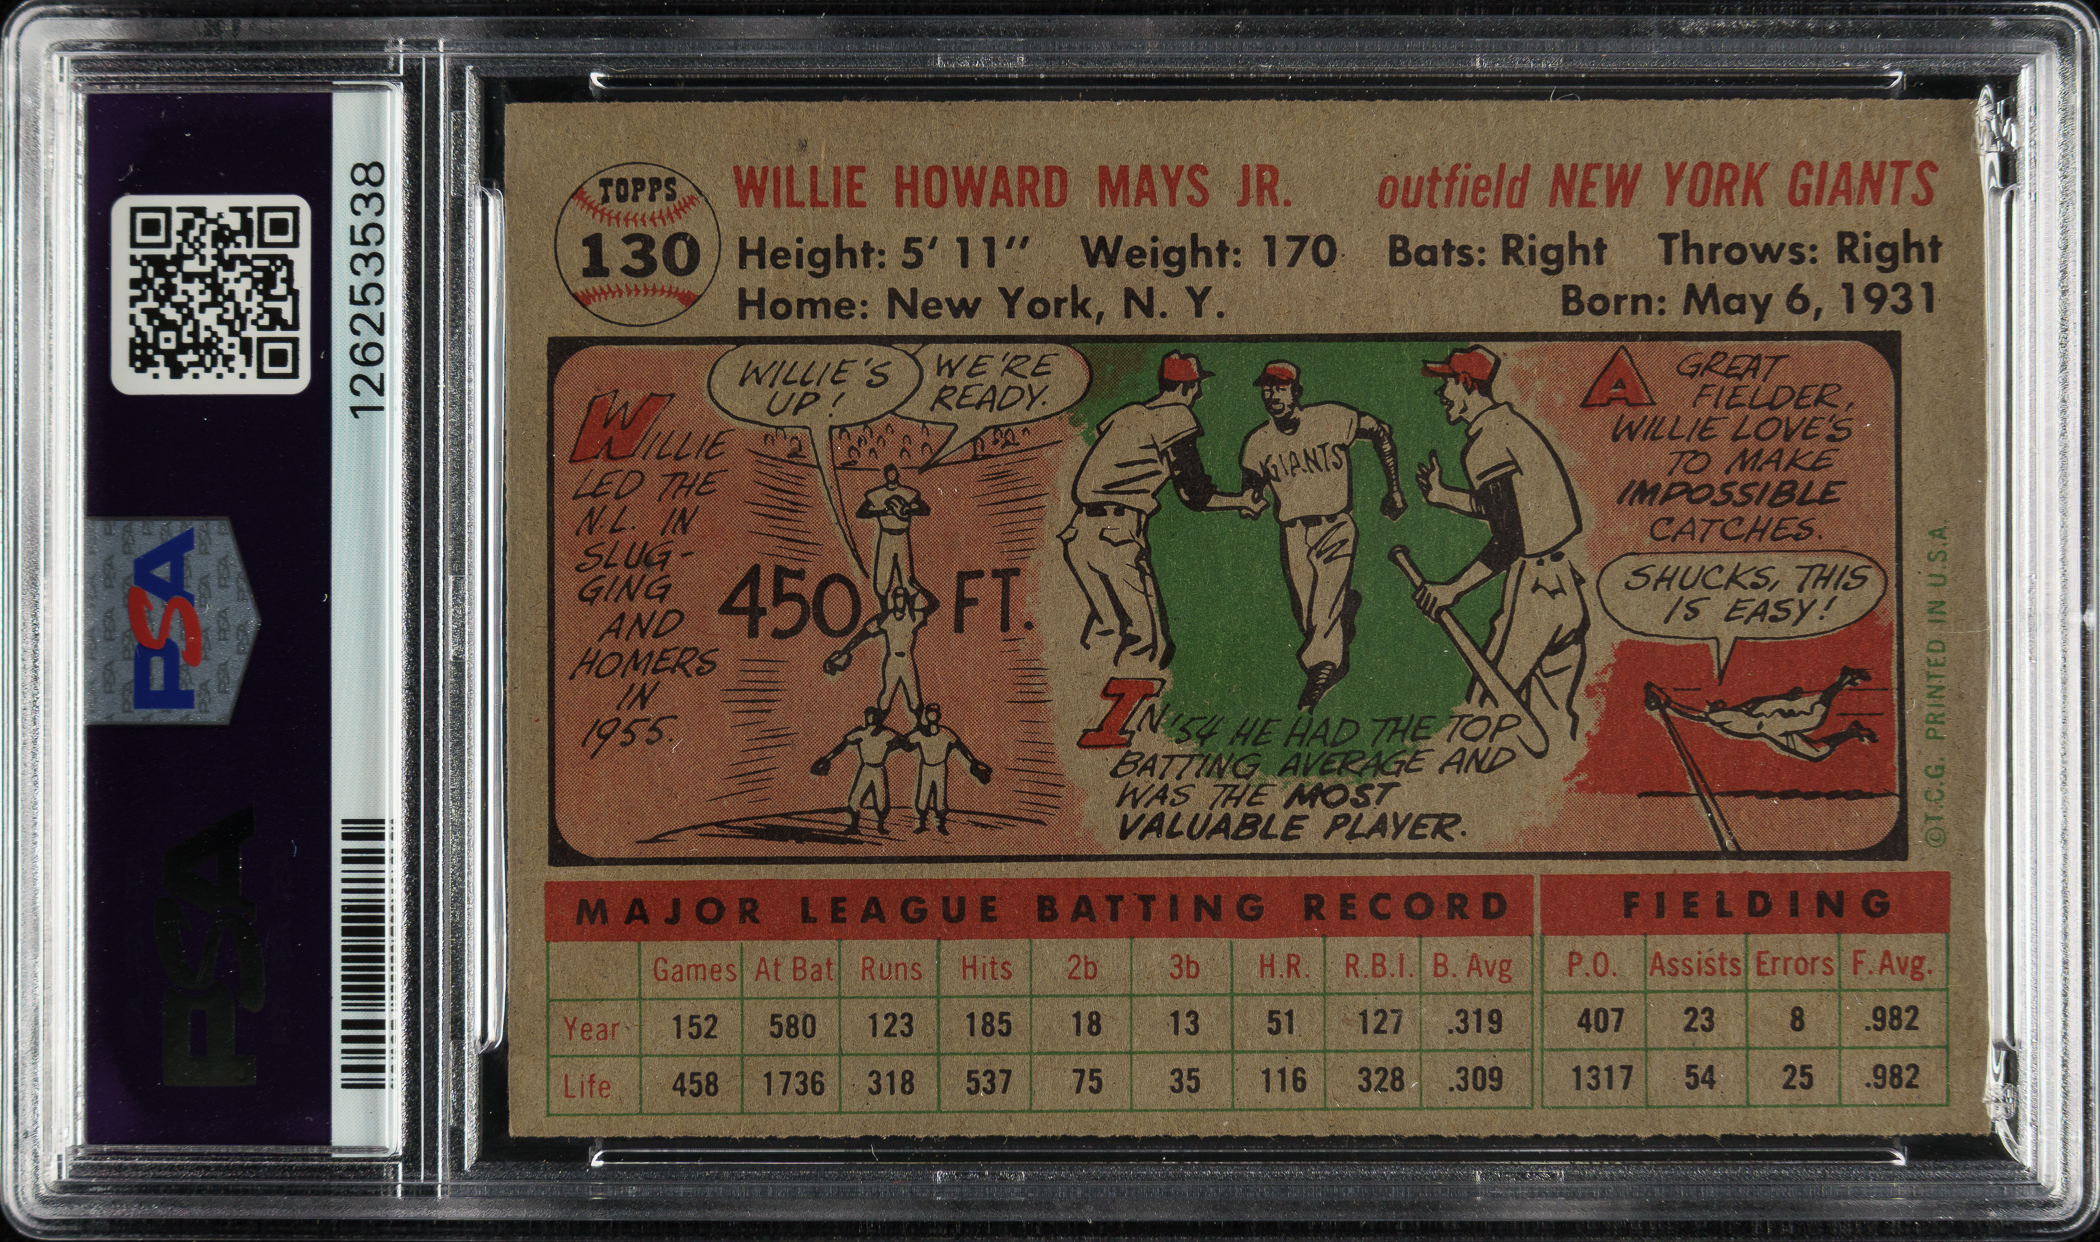 126253538
PSA
PSA
TOPPS
130
WILLIE HOWARD MAYS JR. outfield NEW YORK GIANTS
Height: 5' 11" Weight: 170 Bats: Right Throws: Right
Home: New York, N. Y. Born: May 6, 1931
WILLIE
LED THE
N.L. IN
SLUG-
GING
AND
HOMERS
IN
1955.
WILLIE'S
UP!
WE'RE
READY.
450 FT.
IN '54 HE HAD THE TOP
BATTING AVERAGE AND
WAS THE MOST
VALUABLE PLAYER.
GIANTS
A GREAT
FIELDER,
WILLIE LOVE'S
TO MAKE
IMPOSSIBLE
CATCHES.
SHUCKS, THIS
IS EASY!
©T.C.G. PRINTED IN U.S.A.
MAJOR LEAGUE BATTING RECORD FIELDING
Games At Bat Runs Hits 2b 3b H.R. R.B.I. B. Avg P.O. Assists Errors F. Avg.
Year 152 580 123 185 18 13 51 127 .319 407 23 8 .982
Life 458 1736 318 537 75 35 116 328 .309 1317 54 25 .982